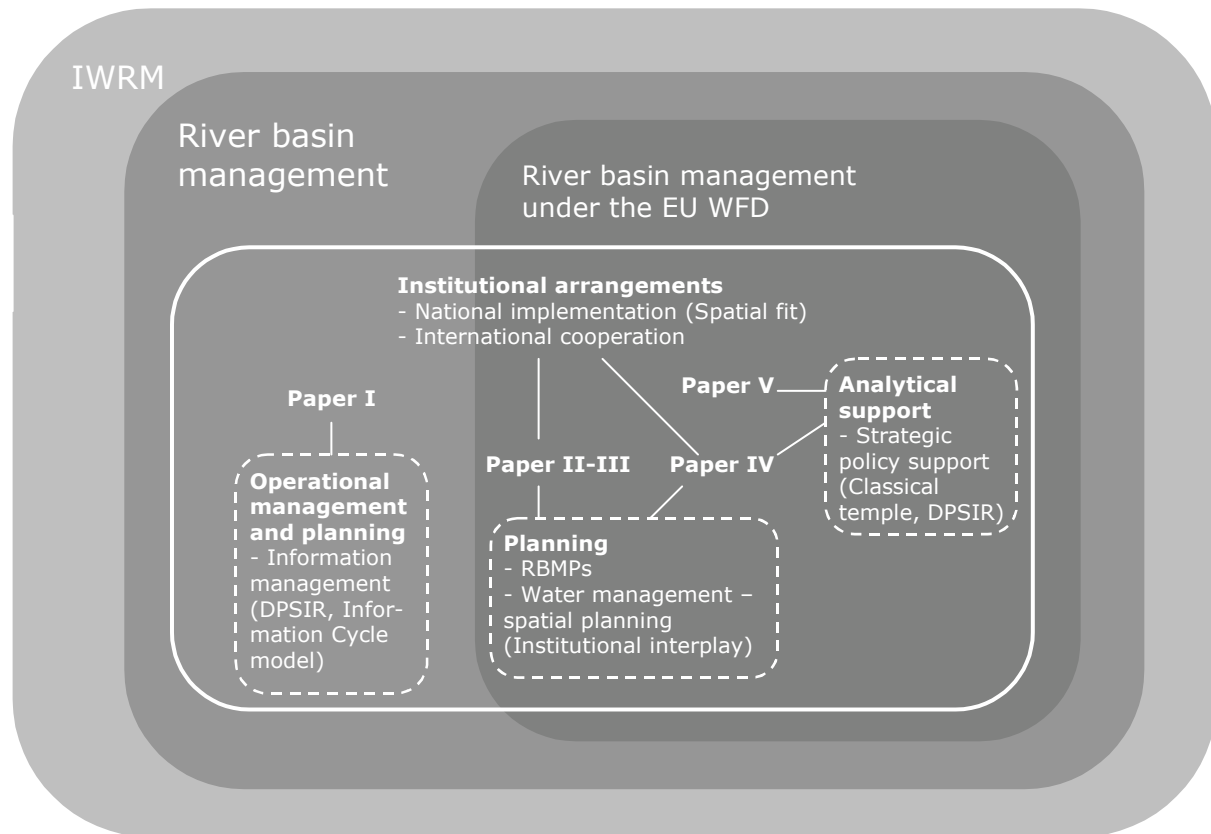 IWRM
River basin
management
River basin management
under the EU WFD
Institutional arrangements
- National implementation (Spatial fit)
- International cooperation
Paper I
Operational
management
and planning
- Information
management
(DPSIR, Infor-
mation Cycle
model)
Paper II-III
Paper IV
Paper V
Analytical
support
- Strategic
policy support
(Classical
temple, DPSIR)
Planning
- RBMPs
- Water management –
spatial planning
(Institutional interplay)